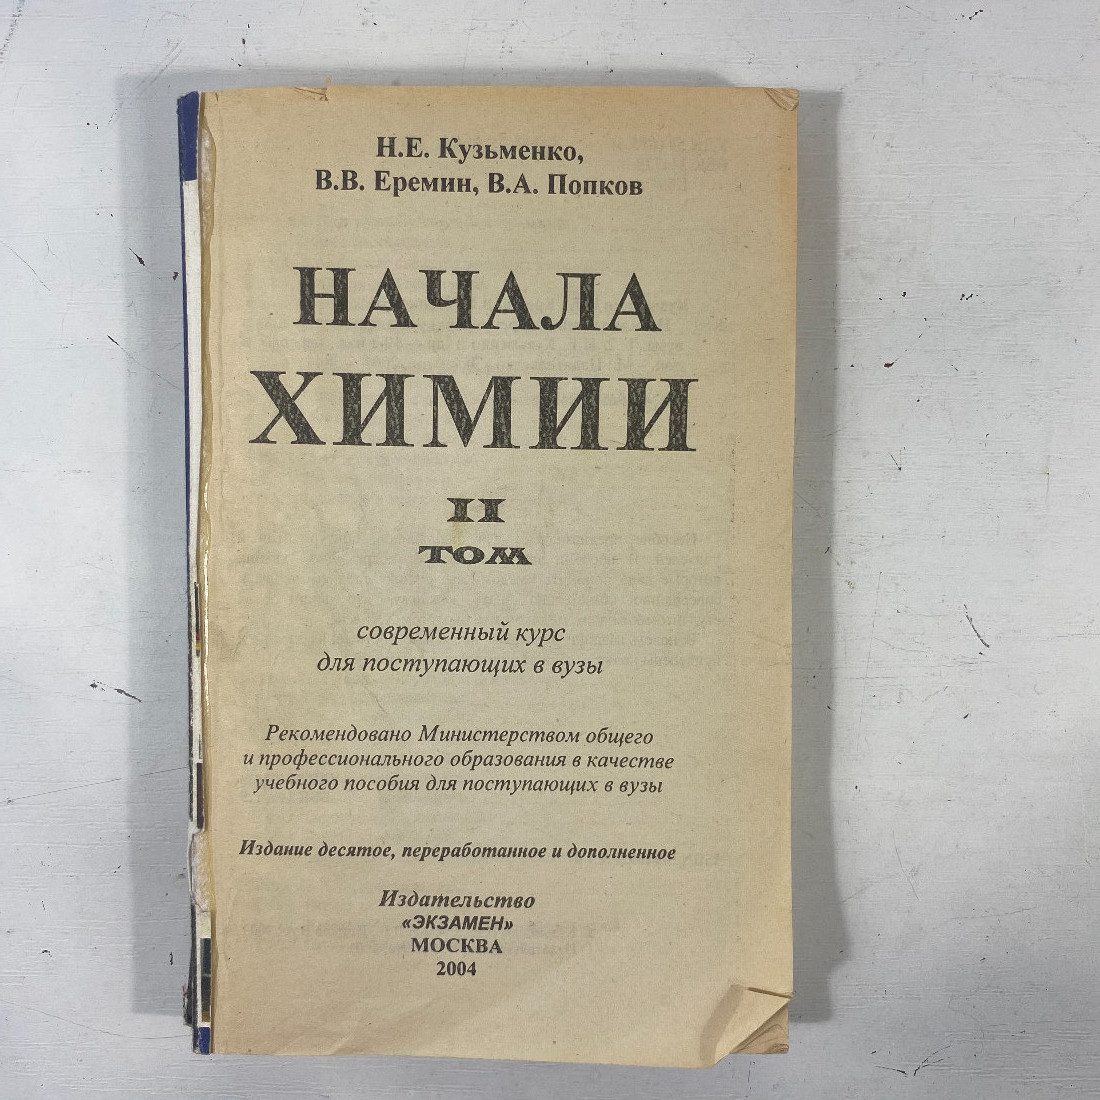 Н.Е. Кузьменко,
В.В. Еремин, В.А. Попков
НАЧАЛА
ХИМИИ
II
ТОМ
современный курс
для поступающих в вузы
Рекомендовано Министерством общего
и профессионального образования в качестве
учебного пособия для поступающих в вузы
Издание десятое, переработанное и дополненное
Издательство
«ЭКЗАМЕН»
МОСКВА
2004